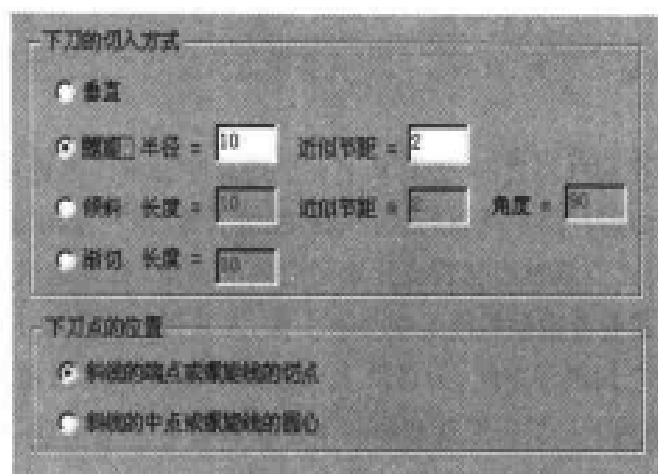 下刀的切入方式
垂直
螺旋 半径 = 10 近似节距 = 2
倾斜 长度 = 10 近似节距 = 2 角度 = 90
渐切 长度 = 10
下刀点的位置
斜线的端点或螺旋线的切点
斜线的中点或螺旋线的圆心